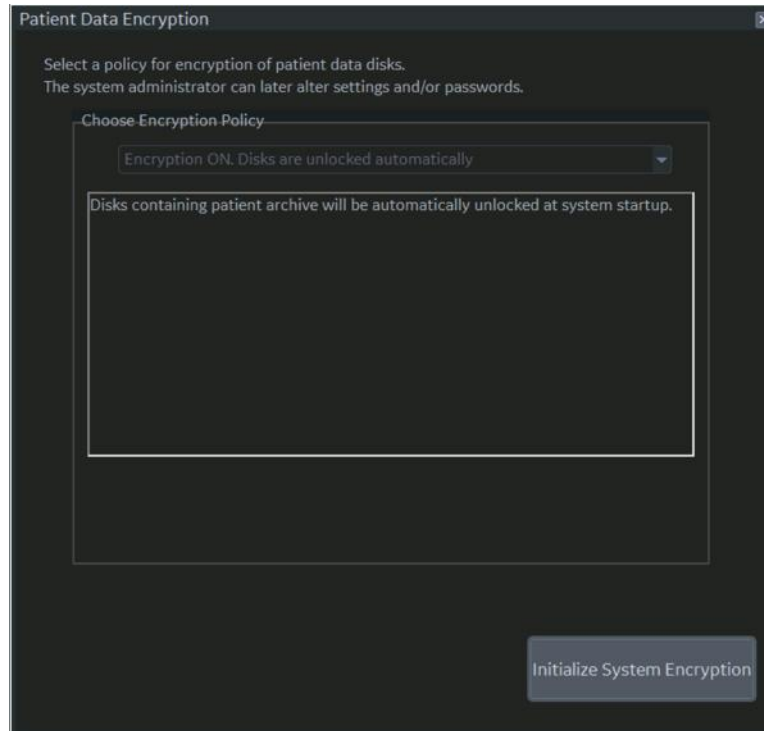 Patient Data Encryption
Select a policy for encryption of patient data disks.
The system administrator can later alter settings and/or passwords.
Choose Encryption Policy
Encryption ON. Disks are unlocked automatically
Disks containing patient archive will be automatically unlocked at system startup.
Initialize System Encryption